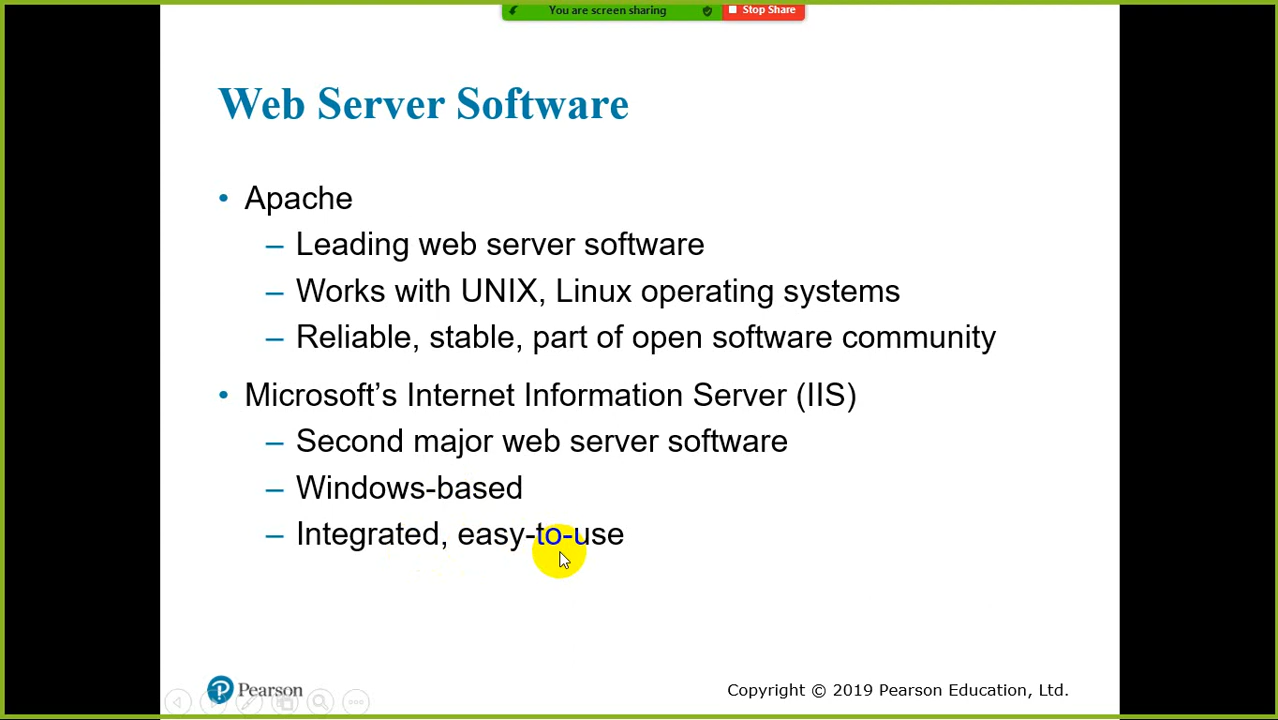 You are screen sharing
Stop Share
Web Server Software
• Apache
– Leading web server software
– Works with UNIX, Linux operating systems
– Reliable, stable, part of open software community
• Microsoft’s Internet Information Server (IIS)
– Second major web server software
– Windows-based
– Integrated, easy-to-use
Pearson
Copyright © 2019 Pearson Education, Ltd.